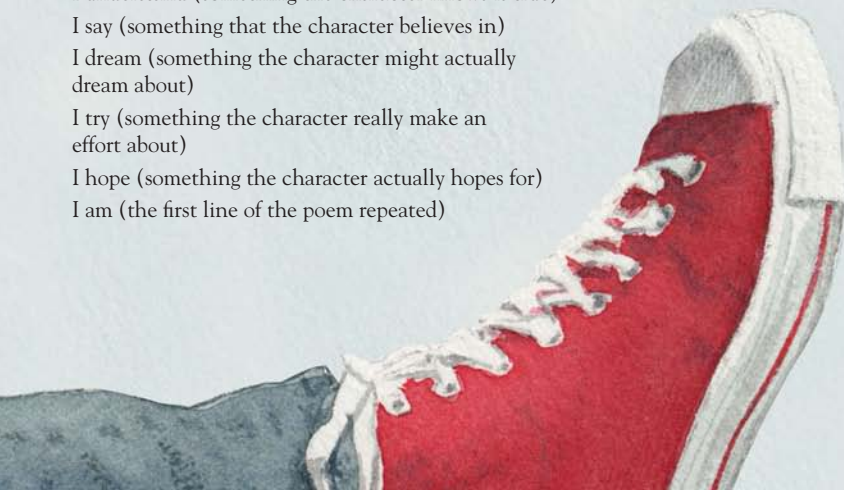 I say (something that the character believes in)
I dream (something the character might actually
dream about)
I try (something the character really make an
effort about)
I hope (something the character actually hopes for)
I am (the first line of the poem repeated)